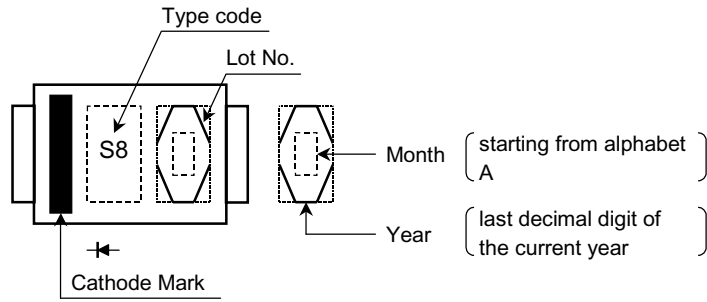 Type code
Lot No.
S8
Month
starting from alphabet
A
Year
last decimal digit of
the current year
Cathode Mark